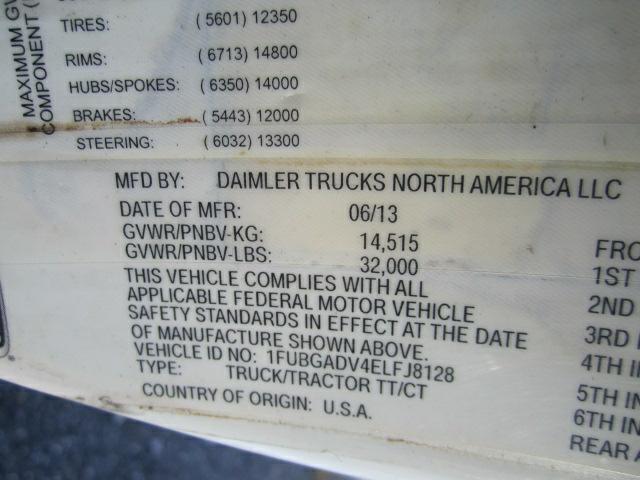 MAXIMUM
COMPONENT
TIRES: (5601) 12350
RIMS: (6713) 14800
HUBS/SPOKES: (6350) 14000
BRAKES: (5443) 12000
STEERING: (6032) 13300
MFD BY: DAIMLER TRUCKS NORTH AMERICA LLC
DATE OF MFR: 06/13
GVWR/PNBV-KG: 14,515
GVWR/PNBV-LBS: 32,000
THIS VEHICLE COMPLIES WITH ALL
APPLICABLE FEDERAL MOTOR VEHICLE
SAFETY STANDARDS IN EFFECT AT THE DATE
OF MANUFACTURE SHOWN ABOVE.
VEHICLE ID NO: 1FUBGADV4ELFJ8128
TYPE: TRUCK/TRACTOR TT/CT
COUNTRY OF ORIGIN: U.S.A.
FRO
1ST
2ND
3RD
4TH IN
5TH IN
6TH IN
REAR A